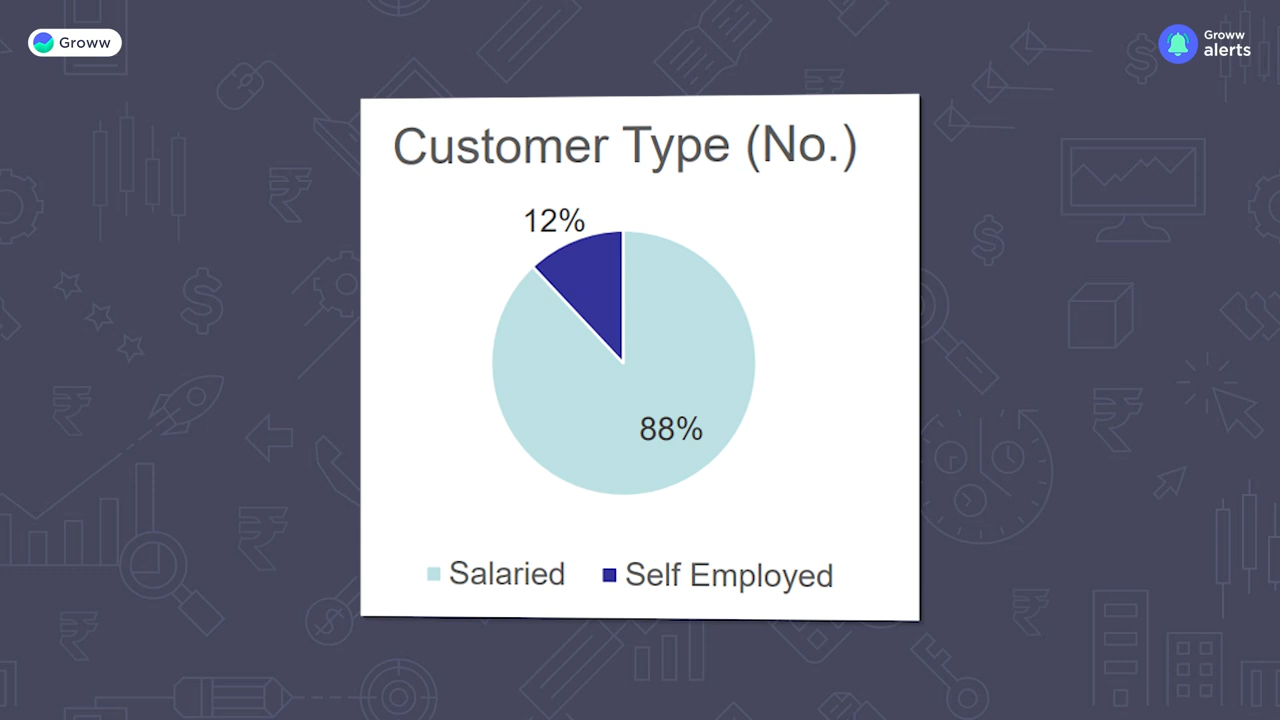 Groww
Groww
alerts
Customer Type (No.)
12%
88%
Salaried
Self Employed